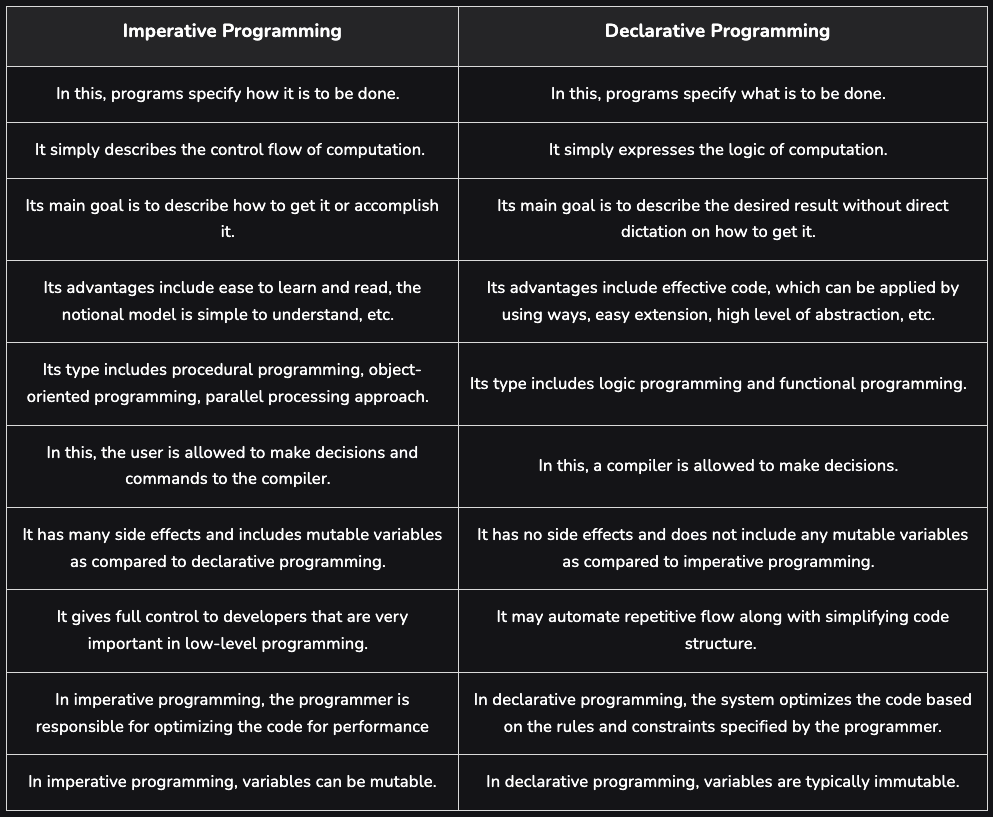 Imperative Programming
Declarative Programming
In this, programs specify how it is to be done.
In this, programs specify what is to be done.
It simply describes the control flow of computation.
It simply expresses the logic of computation.
Its main goal is to describe how to get it or accomplish
it.
Its main goal is to describe the desired result without direct
dictation on how to get it.
Its advantages include ease to learn and read, the
notional model is simple to understand, etc.
Its advantages include effective code, which can be applied by
using ways, easy extension, high level of abstraction, etc.
Its type includes procedural programming, object-
oriented programming, parallel processing approach.
Its type includes logic programming and functional programming.
In this, the user is allowed to make decisions and
commands to the compiler.
In this, a compiler is allowed to make decisions.
It has many side effects and includes mutable variables
as compared to declarative programming.
It has no side effects and does not include any mutable variables
as compared to imperative programming.
It gives full control to developers that are very
important in low-level programming.
It may automate repetitive flow along with simplifying code
structure.
In imperative programming, the programmer is
responsible for optimizing the code for performance
In declarative programming, the system optimizes the code based
on the rules and constraints specified by the programmer.
In imperative programming, variables can be mutable.
In declarative programming, variables are typically immutable.